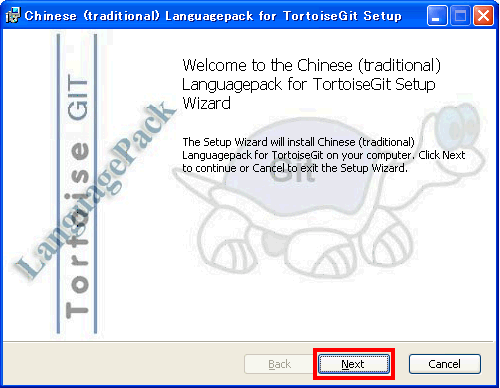 Chinese (traditional) Languagepack for TortoiseGit Setup
Welcome to the Chinese (traditional)
Languagepack for TortoiseGit Setup
Wizard
The Setup Wizard will install Chinese (traditional)
Languagepack for TortoiseGit on your computer. Click Next
to continue or Cancel to exit the Setup Wizard.
Tortoise GIT
LanguagePack
Git
Back
Next
Cancel